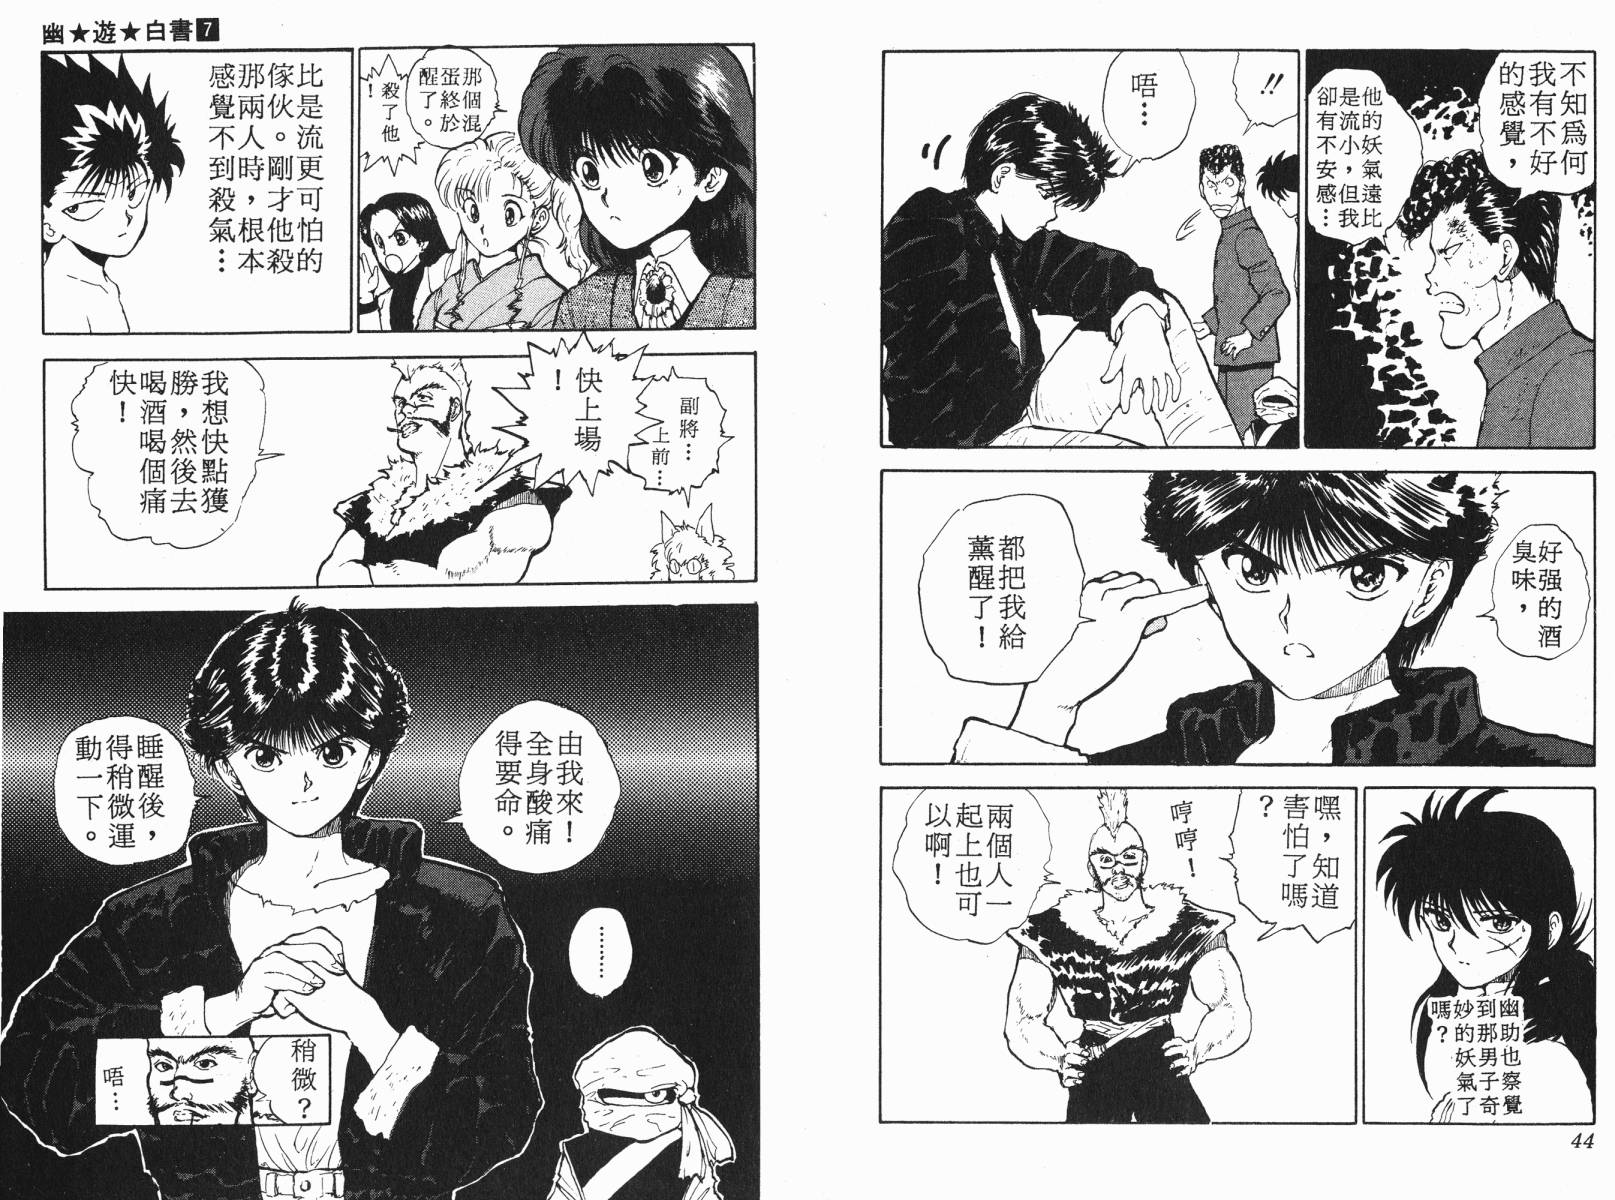 不知為何
我有不好
的感覺，
他的妖氣遠比
是流小，但我
卻有不安
感…
!!
唔…
好强的酒
臭味，
都把我給
薰醒了！
幽助也察覺
到那男子奇
妙的妖氣了
嗎？
嘿，知道
害怕了嗎
？
哼哼！
兩個人一
起上也可
以啊！
44
幽★遊★白書7
那個混
蛋終於
醒了。
殺了他
！
比是流更可怕的
傢伙。剛才他殺
那兩人時，根本
感覺不到殺氣…
副將…
上前…
快上場
！
我想快點獲
勝，然後去
喝酒喝個痛
快！
由我來！
全身酸痛
得要命。
睡醒後，
得稍微運
動一下。
………
稍微？
唔…